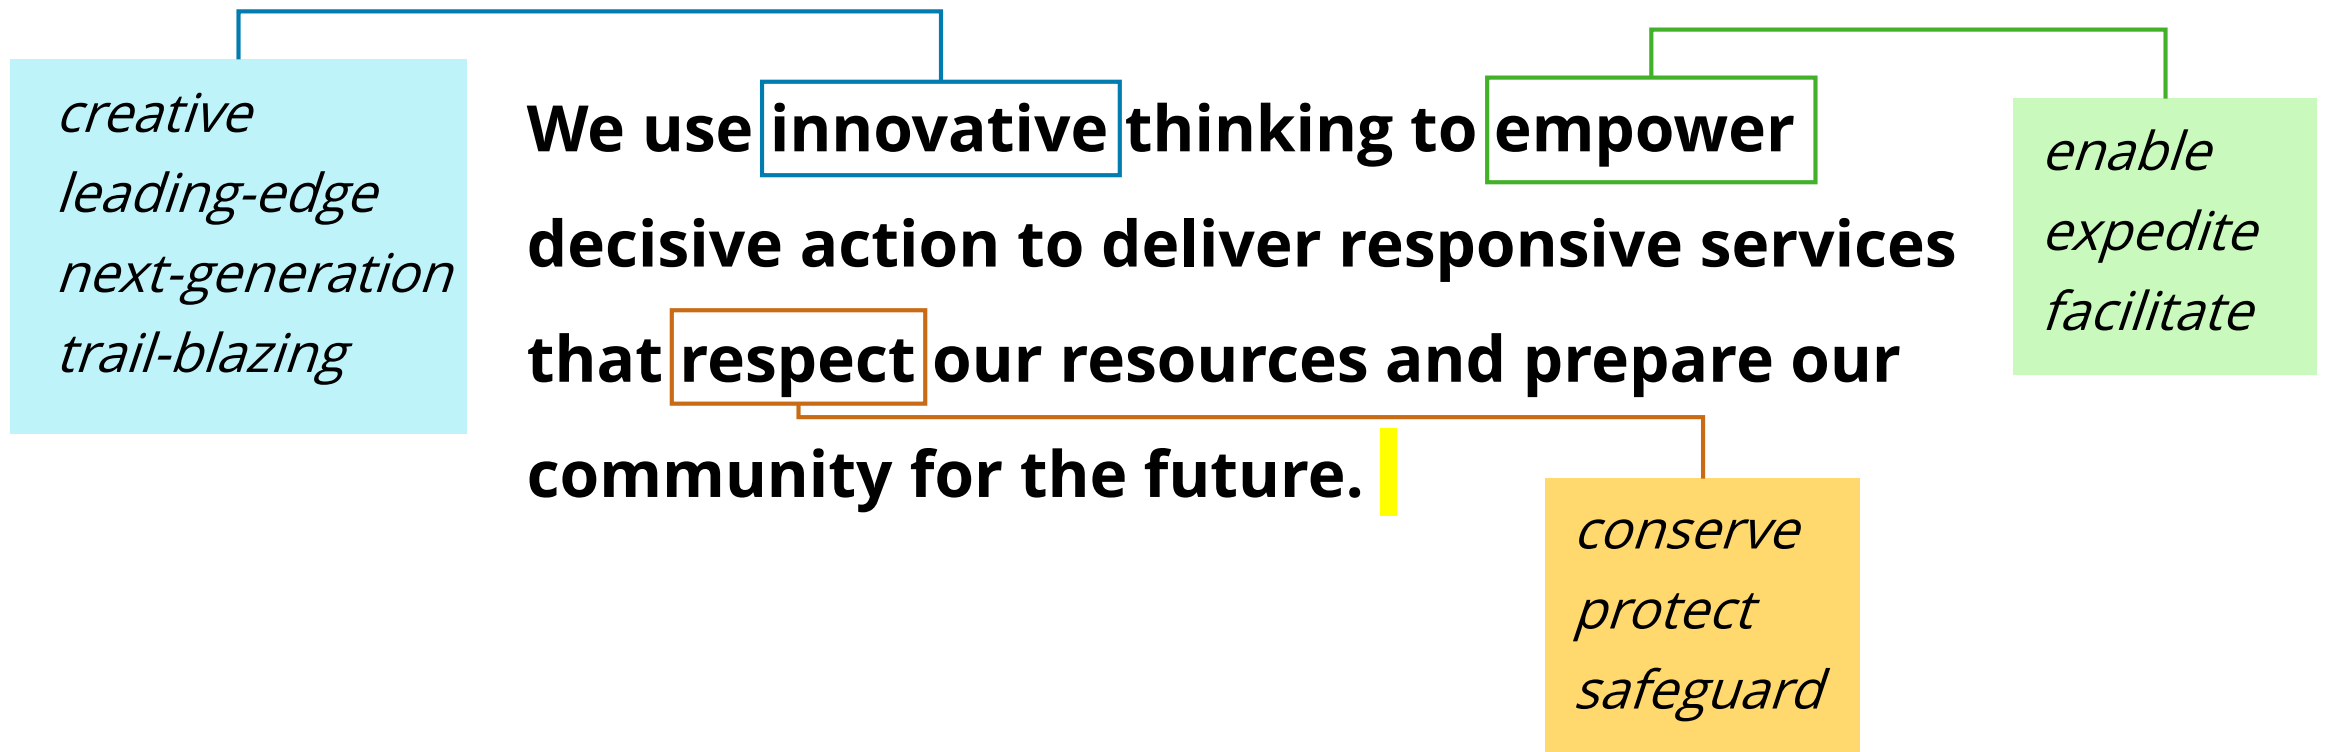 creative
leading-edge
next-generation
trail-blazing
We use innovative thinking to empower
decisive action to deliver responsive services
that respect our resources and prepare our
community for the future.
enable
expedite
facilitate
conserve
protect
safeguard